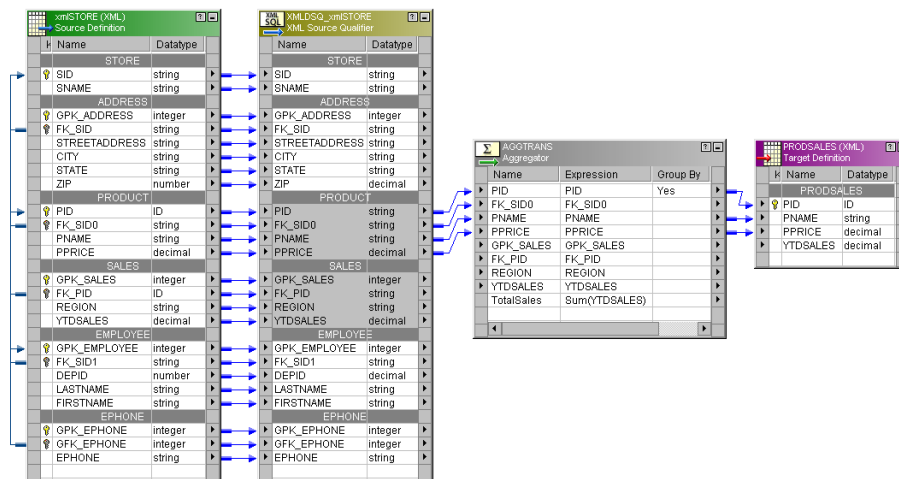 xmlSTORE (XML)
Source Definition
K Name Datatype
STORE
SID string
SNAME string
ADDRESS
GPK_ADDRESS integer
FK_SID string
STREETADDRESS string
CITY string
STATE string
ZIP number
PRODUCT
PID ID
FK_SID0 string
PNAME string
PPRICE decimal
SALES
GPK_SALES integer
FK_PID ID
REGION string
YTDSALES decimal
EMPLOYEE
GPK_EMPLOYEE integer
FK_SID1 string
DEPID number
LASTNAME string
FIRSTNAME string
EPHONE
GPK_EPHONE integer
GFK_EPHONE integer
EPHONE string
XML SQL
XMLDSQ_xmlSTORE
XML Source Qualifier
Name Datatype
STORE
SID string
SNAME string
ADDRESS
GPK_ADDRESS integer
FK_SID string
STREETADDRESS string
CITY string
STATE string
ZIP decimal
PRODUCT
PID string
FK_SID0 string
PNAME string
PPRICE decimal
SALES
GPK_SALES integer
FK_PID string
REGION string
YTDSALES decimal
EMPLOYEE
GPK_EMPLOYEE integer
FK_SID1 string
DEPID decimal
LASTNAME string
FIRSTNAME string
EPHONE
GPK_EPHONE integer
GFK_EPHONE integer
EPHONE string
Σ AGGTRANS
Aggregator
Name Expression Group By
PID PID Yes
FK_SID0 FK_SID0
PNAME PNAME
PPRICE PPRICE
GPK_SALES GPK_SALES
FK_PID FK_PID
REGION REGION
YTDSALES YTDSALES
TotalSales Sum(YTDSALES)
PRODSALES (XML)
Target Definition
K Name Datatype
PRODSALES
PID ID
PNAME string
PPRICE decimal
YTDSALES decimal